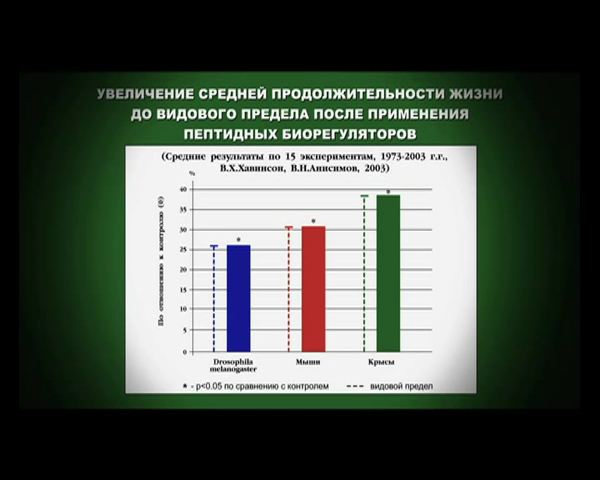 УВЕЛИЧЕНИЕ СРЕДНЕЙ ПРОДОЛЖИТЕЛЬНОСТИ ЖИЗНИ
ДО ВИДОВОГО ПРЕДЕЛА ПОСЛЕ ПРИМЕНЕНИЯ
ПЕПТИДНЫХ БИОРЕГУЛЯТОРОВ
(Средние результаты по 15 экспериментам, 1973-2003 г.г.,
В.Х.Хавинсон, В.Н.Анисимов, 2003)
%
По отношению к контролю (0)
40
35
30
25
20
15
10
5
0
*
*
*
Drosophila
melanogaster
Мыши
Крысы
* - p<0.05 по сравнению с контролем
--- видовой предел